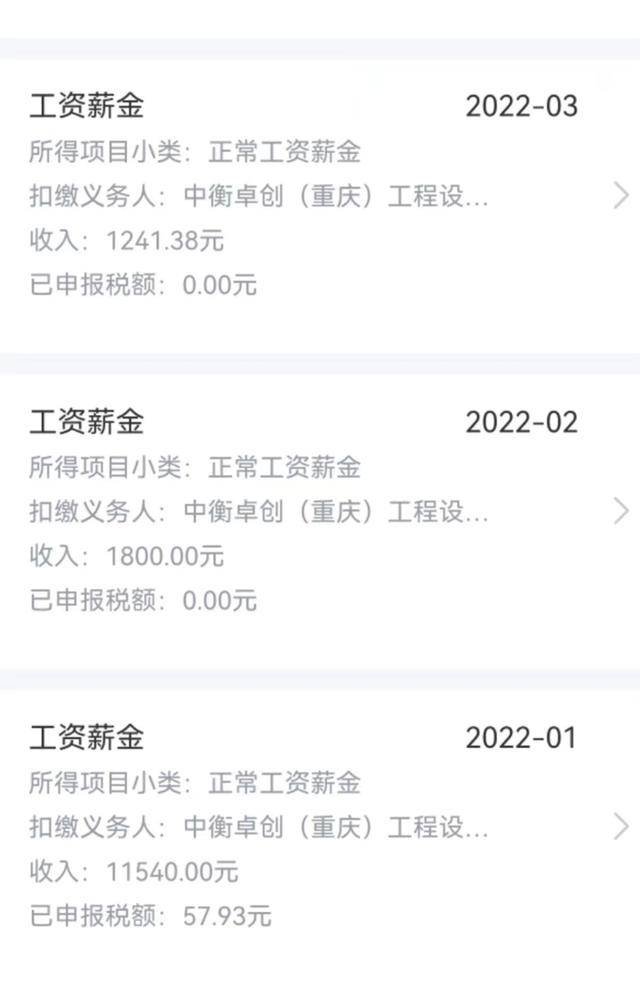 工资薪金 2022-03
所得项目小类：正常工资薪金
扣缴义务人：中衡卓创（重庆）工程设...
收入：1241.38元
已申报税额：0.00元
工资薪金 2022-02
所得项目小类：正常工资薪金
扣缴义务人：中衡卓创（重庆）工程设...
收入：1800.00元
已申报税额：0.00元
工资薪金 2022-01
所得项目小类：正常工资薪金
扣缴义务人：中衡卓创（重庆）工程设...
收入：11540.00元
已申报税额：57.93元